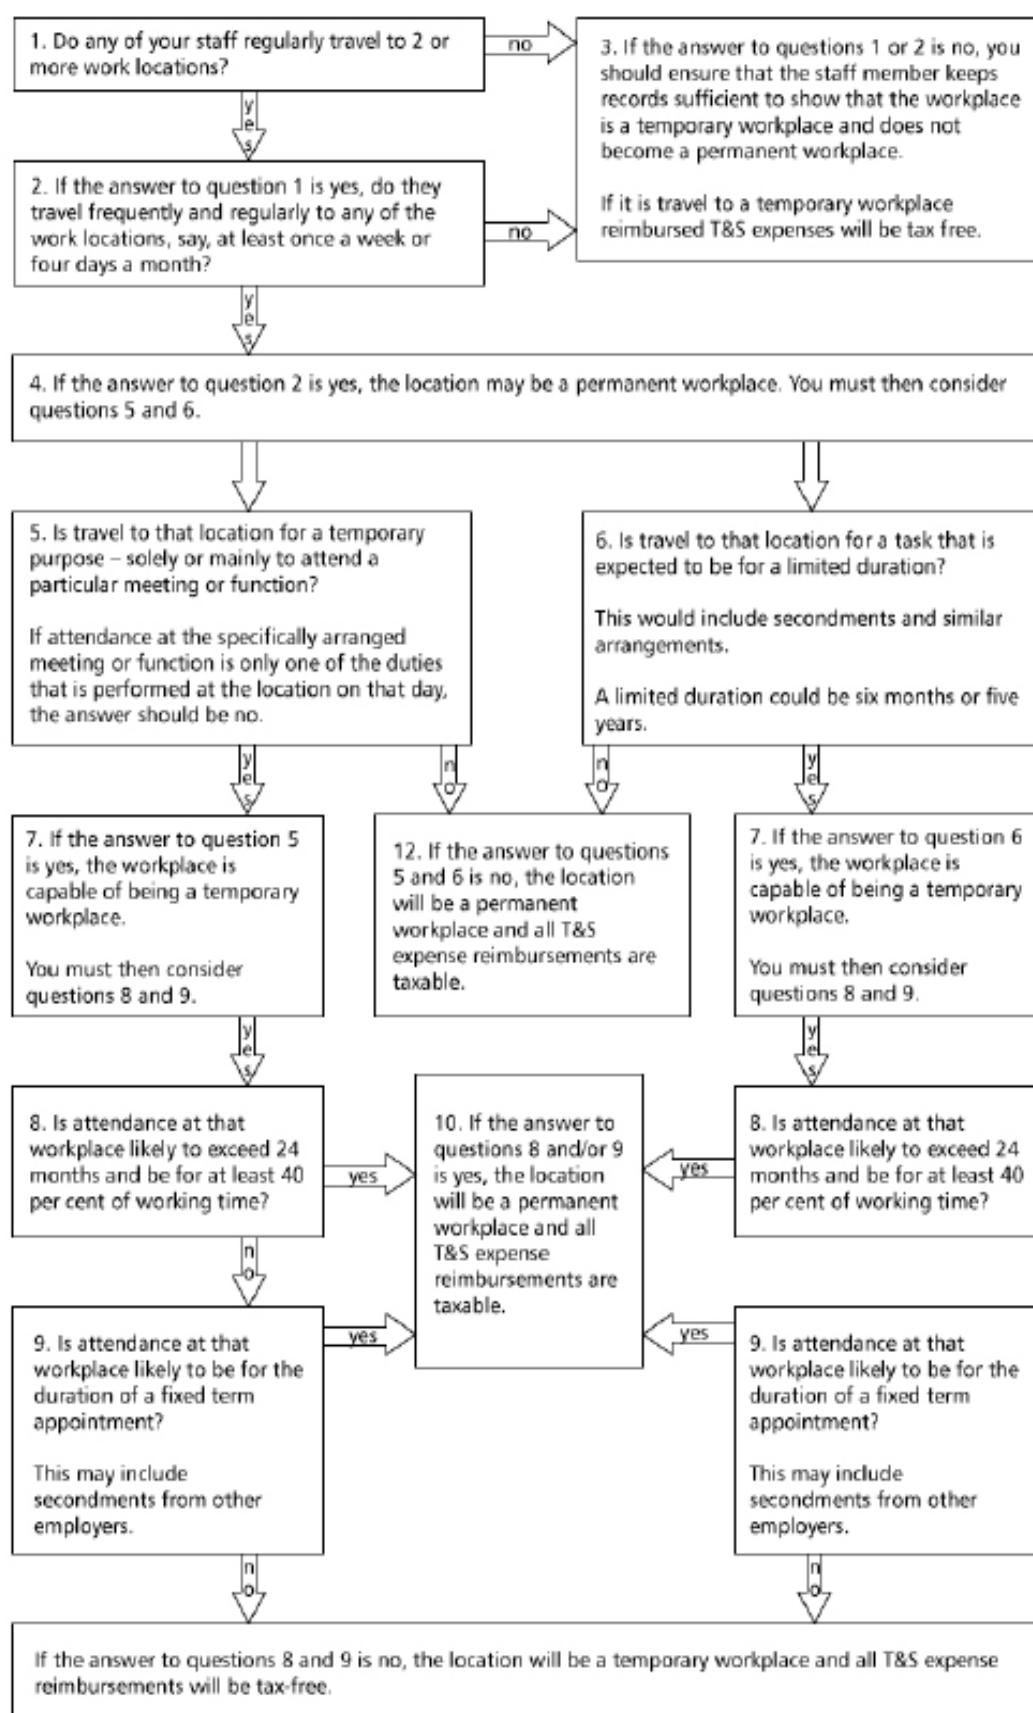 1. Do any of your staff regularly travel to 2 or
more work locations?
no
3. If the answer to questions 1 or 2 is no, you
should ensure that the staff member keeps
records sufficient to show that the workplace
is a temporary workplace and does not
become a permanent workplace.
If it is travel to a temporary workplace
reimbursed T&S expenses will be tax free.
yes
2. If the answer to question 1 is yes, do they
travel frequently and regularly to any of the
work locations, say, at least once a week or
four days a month?
no
yes
4. If the answer to question 2 is yes, the location may be a permanent workplace. You must then consider
questions 5 and 6.
5. Is travel to that location for a temporary
purpose – solely or mainly to attend a
particular meeting or function?
If attendance at the specifically arranged
meeting or function is only one of the duties
that is performed at the location on that day,
the answer should be no.
6. Is travel to that location for a task that is
expected to be for a limited duration?
This would include secondments and similar
arrangements.
A limited duration could be six months or five
years.
yes
no
no
yes
7. If the answer to question 5
is yes, the workplace is
capable of being a temporary
workplace.
You must then consider
questions 8 and 9.
12. If the answer to questions
5 and 6 is no, the location
will be a permanent
workplace and all T&S
expense reimbursements are
taxable.
7. If the answer to question 6
is yes, the workplace is
capable of being a temporary
workplace.
You must then consider
questions 8 and 9.
yes
yes
8. Is attendance at that
workplace likely to exceed 24
months and be for at least 40
per cent of working time?
yes
10. If the answer to
questions 8 and/or 9
is yes, the location
will be a permanent
workplace and all
T&S expense
reimbursements are
taxable.
yes
8. Is attendance at that
workplace likely to exceed 24
months and be for at least 40
per cent of working time?
no
9. Is attendance at that
workplace likely to be for the
duration of a fixed term
appointment?
This may include
secondments from other
employers.
yes
yes
9. Is attendance at that
workplace likely to be for the
duration of a fixed term
appointment?
This may include
secondments from other
employers.
no
no
If the answer to questions 8 and 9 is no, the location will be a temporary workplace and all T&S expense
reimbursements will be tax-free.